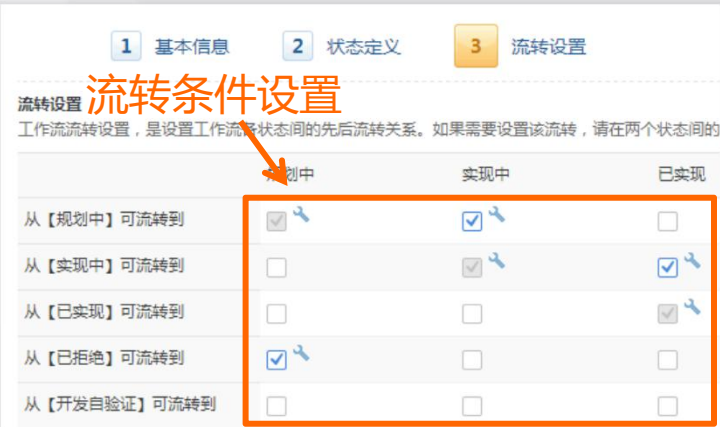 1 基本信息 2 状态定义 3 流转设置
流转条件设置
流转设置
工作流流转设置，是设置工作流各状态间的先后流转关系。如果需要设置该流转，请在两个状态间的
规划中 实现中 已实现
从【规划中】可流转到
从【实现中】可流转到
从【已实现】可流转到
从【已拒绝】可流转到
从【开发自验证】可流转到